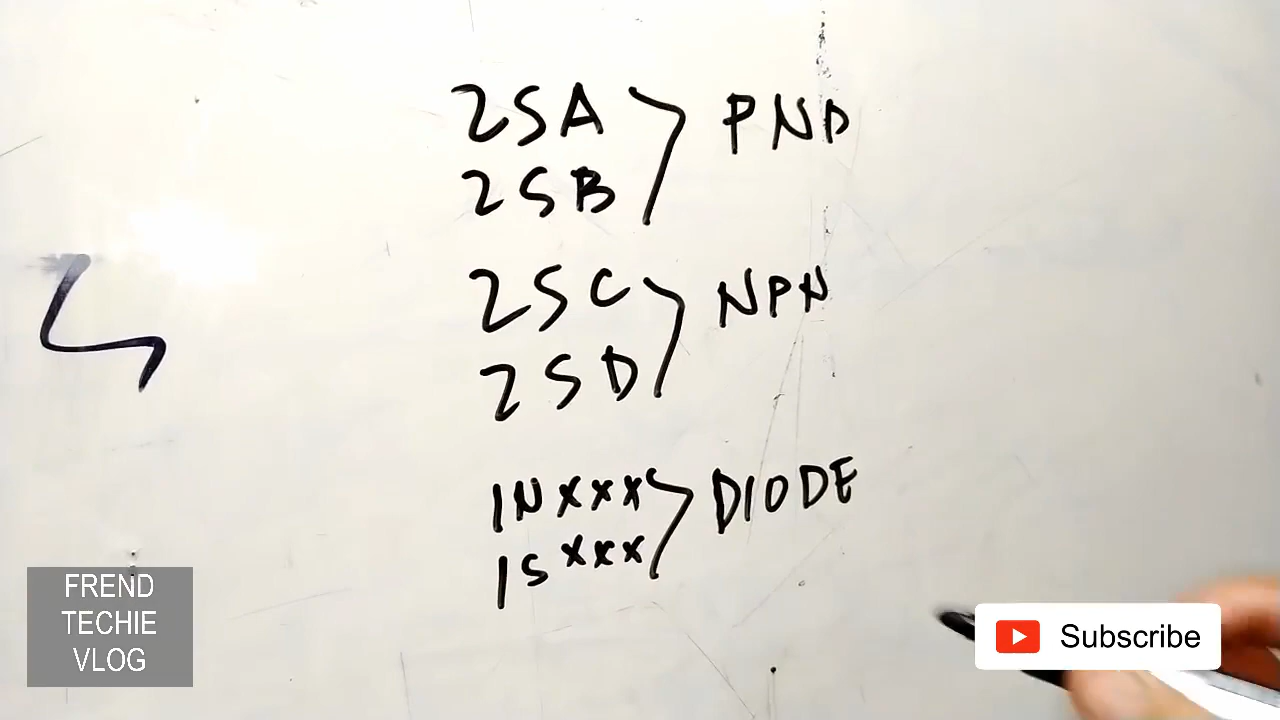 2SA
2SB
PNP
2SC
2SD
NPN
1NXXX
1SXXX
DIODE
FREND
TECHIE
VLOG
Subscribe